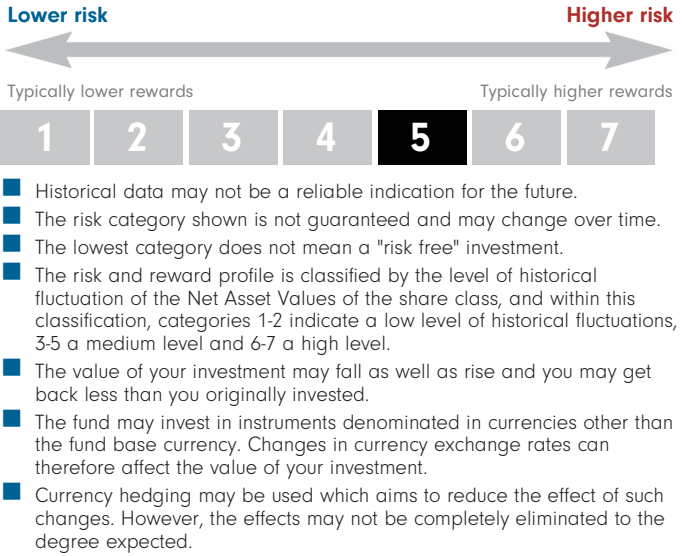 Lower risk Higher risk
Typically lower rewards Typically higher rewards
1 2 3 4 5 6 7
Historical data may not be a reliable indication for the future.
The risk category shown is not guaranteed and may change over time.
The lowest category does not mean a "risk free" investment.
The risk and reward profile is classified by the level of historical
fluctuation of the Net Asset Values of the share class, and within this
classification, categories 1-2 indicate a low level of historical fluctuations,
3-5 a medium level and 6-7 a high level.
The value of your investment may fall as well as rise and you may get
back less than you originally invested.
The fund may invest in instruments denominated in currencies other than
the fund base currency. Changes in currency exchange rates can
therefore affect the value of your investment.
Currency hedging may be used which aims to reduce the effect of such
changes. However, the effects may not be completely eliminated to the
degree expected.